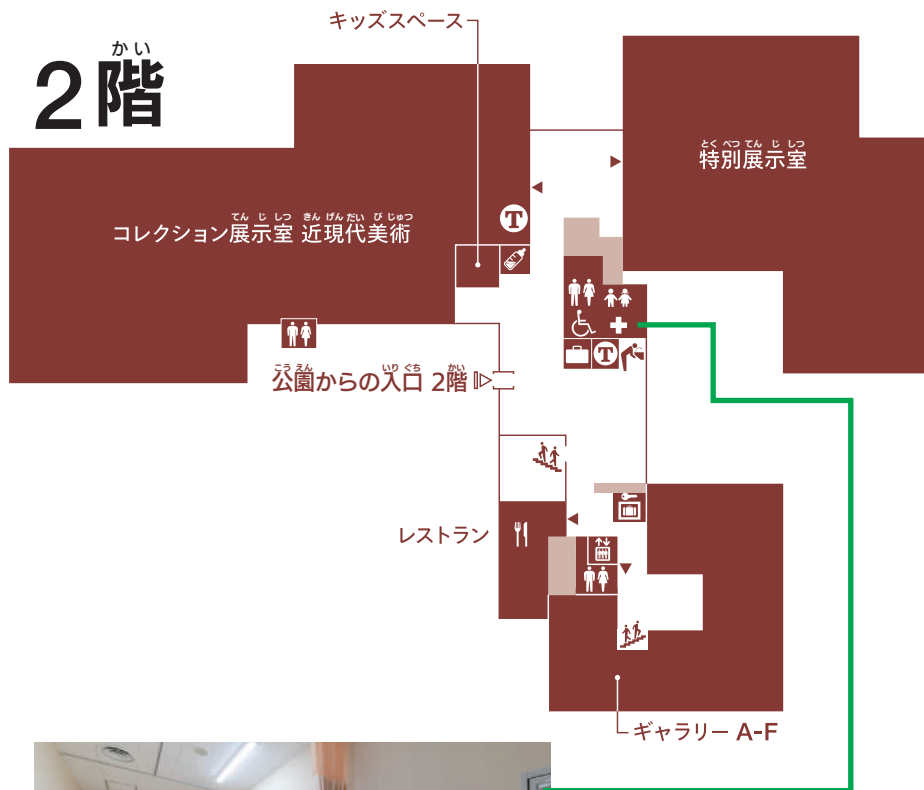 キッズスペース
かい
2階
とくべつてんじしつ
特別展示室
てんじしつ きんげんだいびじゅつ
コレクション展示室 近現代美術
T
こうえん いりぐち かい
公園からの入口 2階
T
レストラン
ギャラリー A-F